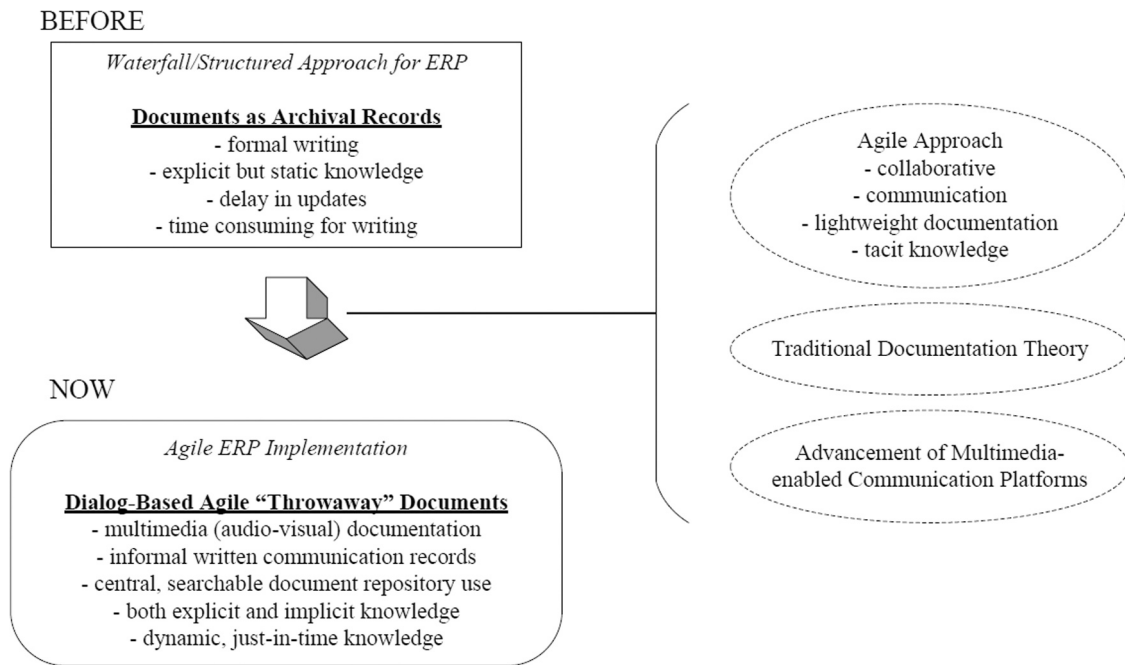 BEFORE
Waterfall/Structured Approach for ERP
Documents as Archival Records
- formal writing
- explicit but static knowledge
- delay in updates
- time consuming for writing
NOW
Agile ERP Implementation
Dialog-Based Agile “Throwaway” Documents
- multimedia (audio-visual) documentation
- informal written communication records
- central, searchable document repository use
- both explicit and implicit knowledge
- dynamic, just-in-time knowledge
Agile Approach
- collaborative
- communication
- lightweight documentation
- tacit knowledge
Traditional Documentation Theory
Advancement of Multimedia-
enabled Communication Platforms